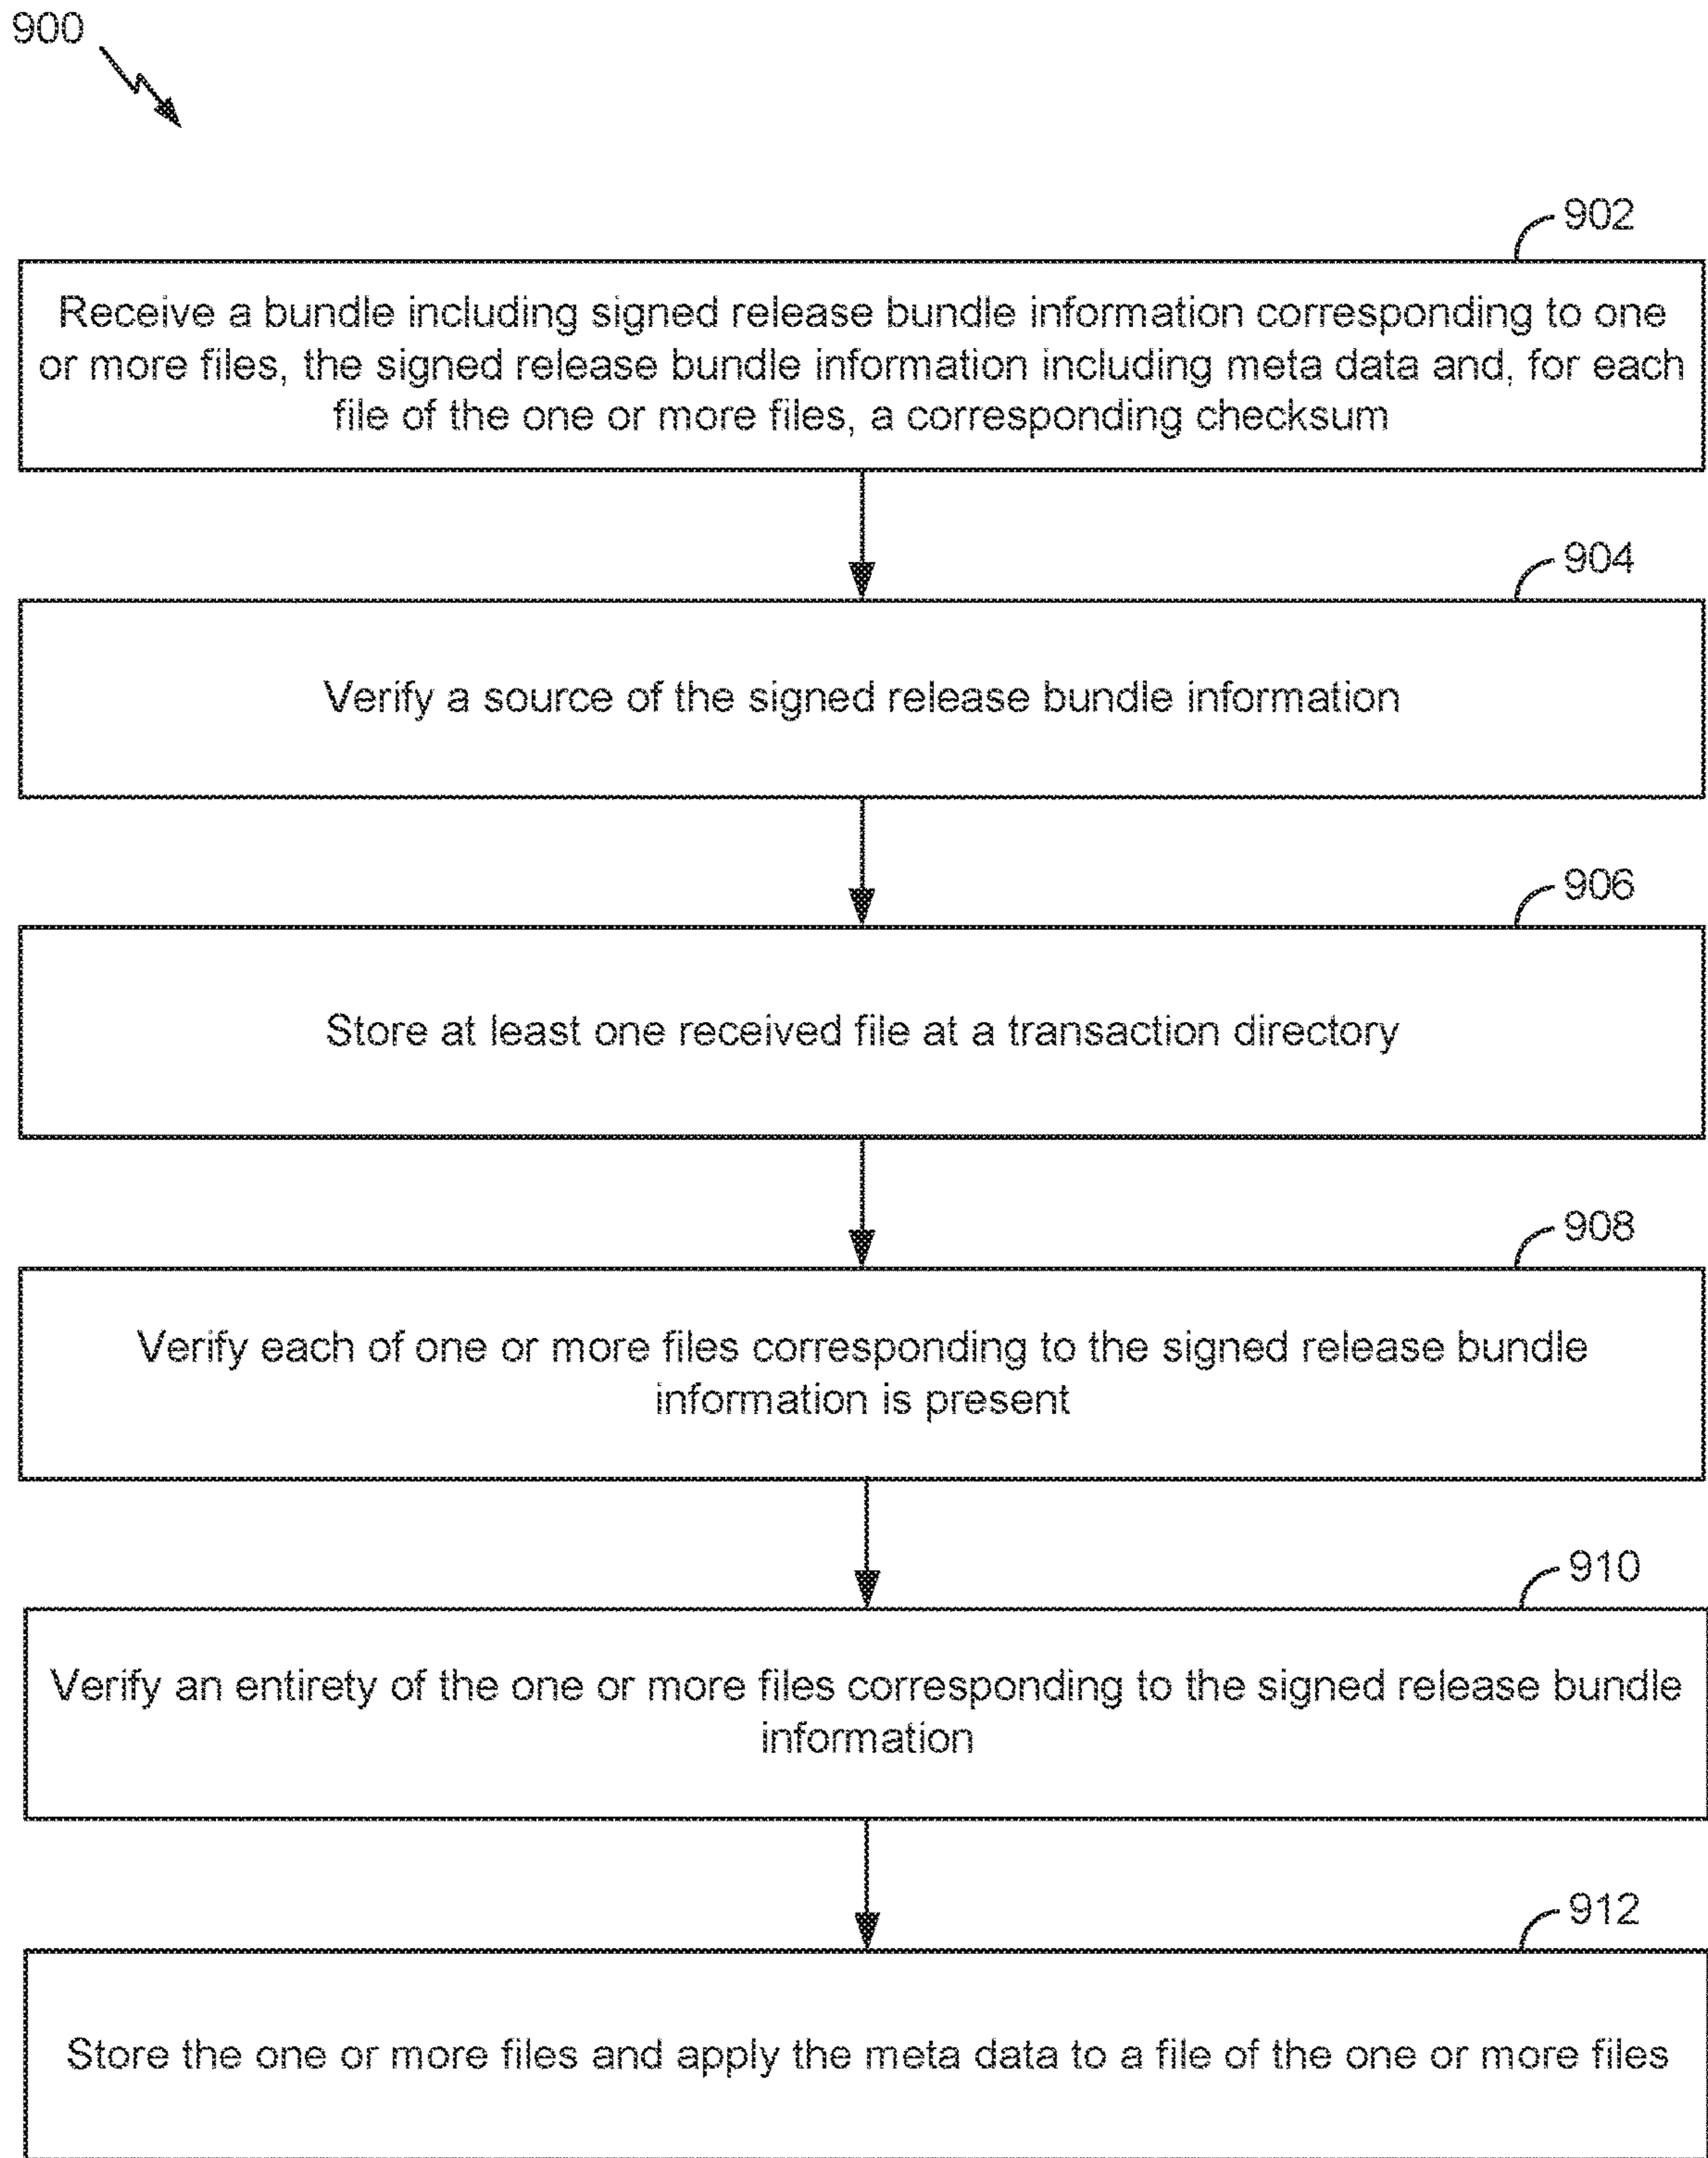 900
902
Receive a bundle including signed release bundle information corresponding to one
or more files, the signed release bundle information including meta data and, for each
file of the one or more files, a corresponding checksum
904
Verify a source of the signed release bundle information
906
Store at least one received file at a transaction directory
908
Verify each of one or more files corresponding to the signed release bundle
information is present
910
Verify an entirety of the one or more files corresponding to the signed release bundle
information
912
Store the one or more files and apply the meta data to a file of the one or more files